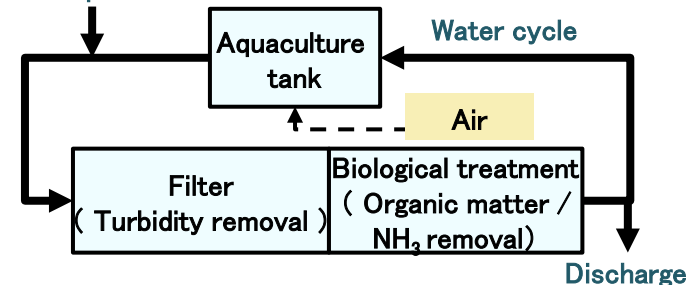 Aquaculture
tank
Water cycle
Air
Filter
( Turbidity removal )
Biological treatment
( Organic matter /
NH₃ removal)
Discharge